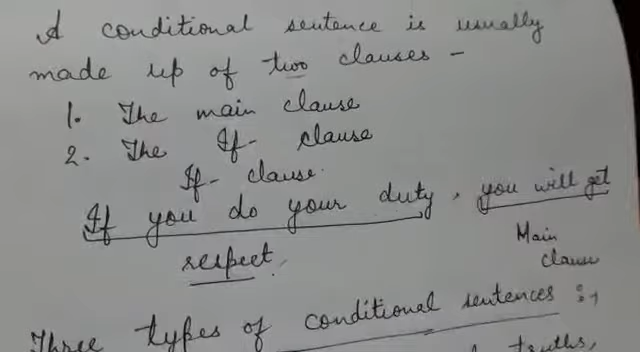 A conditional sentence is usually
made up of two clauses -
1. The main clause
2. The If- clause
If- clause.
If you do your duty, you will get
respect.
Main
clause
Three types of conditional sentences :-
truths,